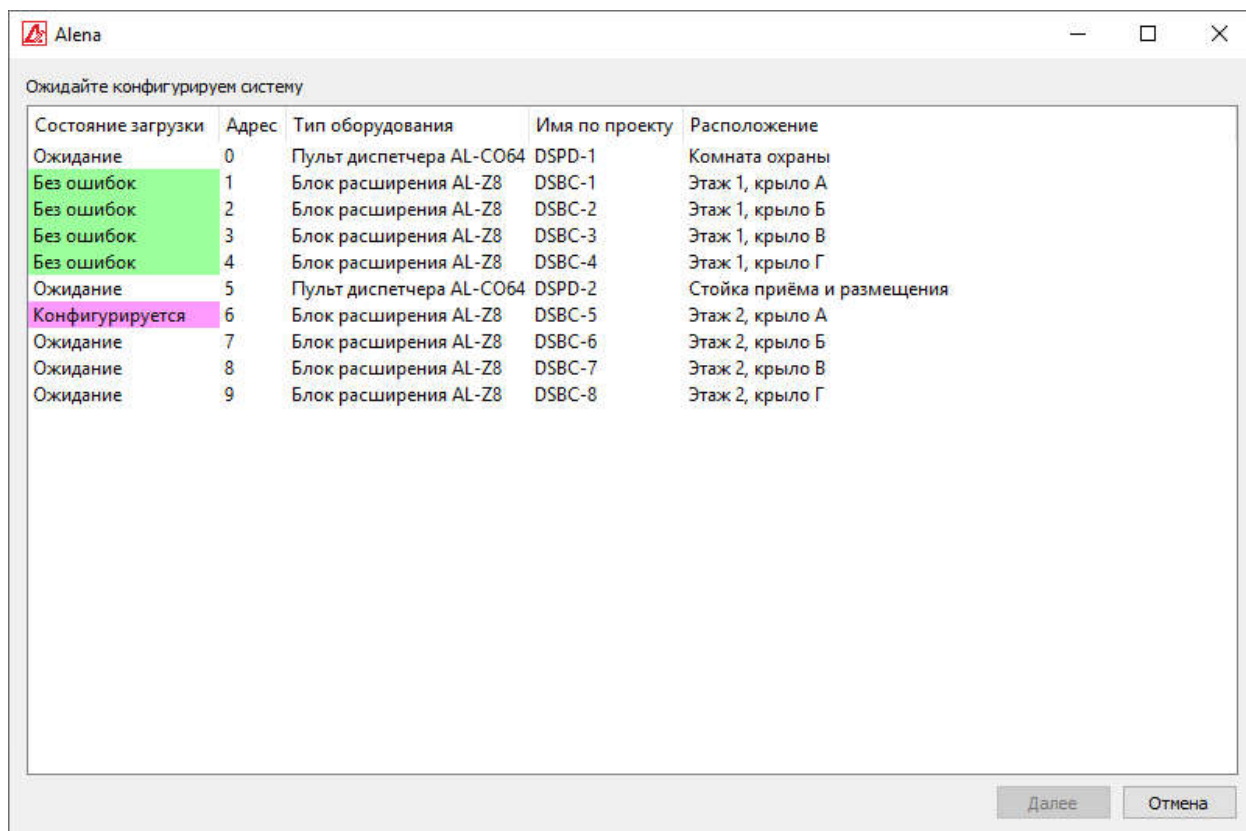 Alena
Ожидайте конфигурируем систему
Состояние загрузки Адрес Тип оборудования Имя по проекту Расположение
Ожидание 0 Пульт диспетчера AL-CO64 DSPD-1 Комната охраны
Без ошибок 1 Блок расширения AL-Z8 DSBC-1 Этаж 1, крыло А
Без ошибок 2 Блок расширения AL-Z8 DSBC-2 Этаж 1, крыло Б
Без ошибок 3 Блок расширения AL-Z8 DSBC-3 Этаж 1, крыло В
Без ошибок 4 Блок расширения AL-Z8 DSBC-4 Этаж 1, крыло Г
Ожидание 5 Пульт диспетчера AL-CO64 DSPD-2 Стойка приёма и размещения
Конфигурируется 6 Блок расширения AL-Z8 DSBC-5 Этаж 2, крыло А
Ожидание 7 Блок расширения AL-Z8 DSBC-6 Этаж 2, крыло Б
Ожидание 8 Блок расширения AL-Z8 DSBC-7 Этаж 2, крыло В
Ожидание 9 Блок расширения AL-Z8 DSBC-8 Этаж 2, крыло Г
Далее Отмена